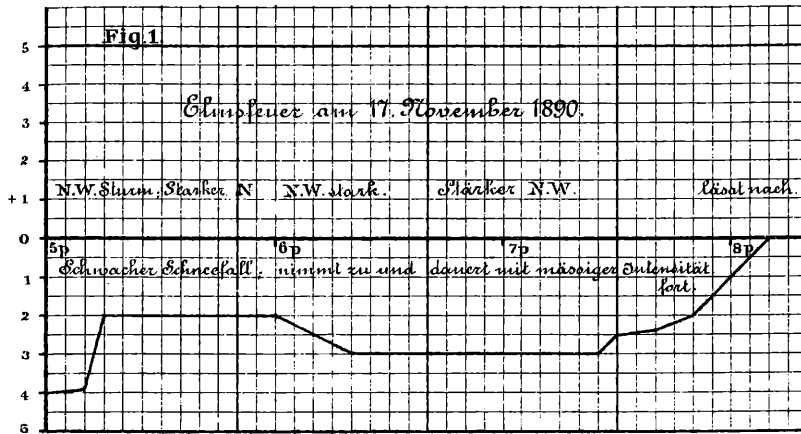 Fig.1.
5
4
Elmsfeuer am 17. November 1890.
3
2
N.W. Sturm; Starker N N.W. stark. Stärker N.W. lässt nach.
+1
0
5p 6p 7p 8p
Schwacher Schneefall; nimmt zu und dauert mit mässiger Intensität
fort.
1
2
3
4
5